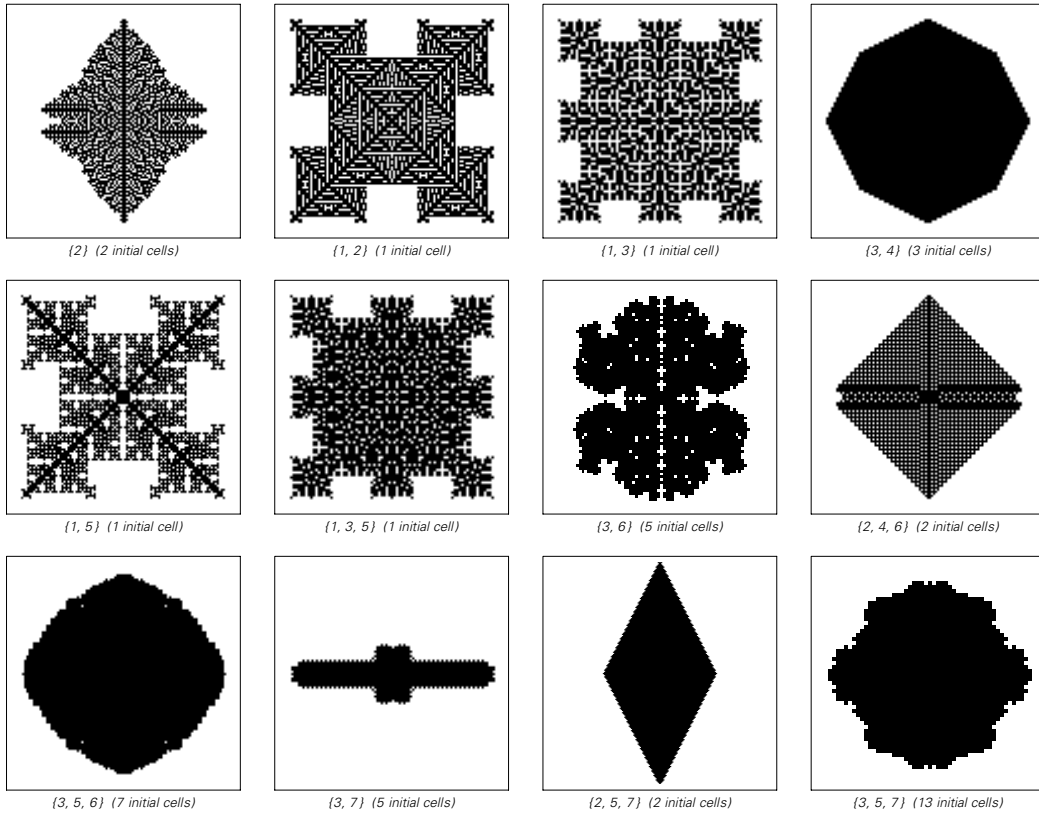 {2} (2 initial cells)
{1, 2} (1 initial cell)
{1, 3} (1 initial cell)
{3, 4} (3 initial cells)
{1, 5} (1 initial cell)
{1, 3, 5} (1 initial cell)
{3, 6} (5 initial cells)
{2, 4, 6} (2 initial cells)
{3, 5, 6} (7 initial cells)
{3, 7} (5 initial cells)
{2, 5, 7} (2 initial cells)
{3, 5, 7} (13 initial cells)